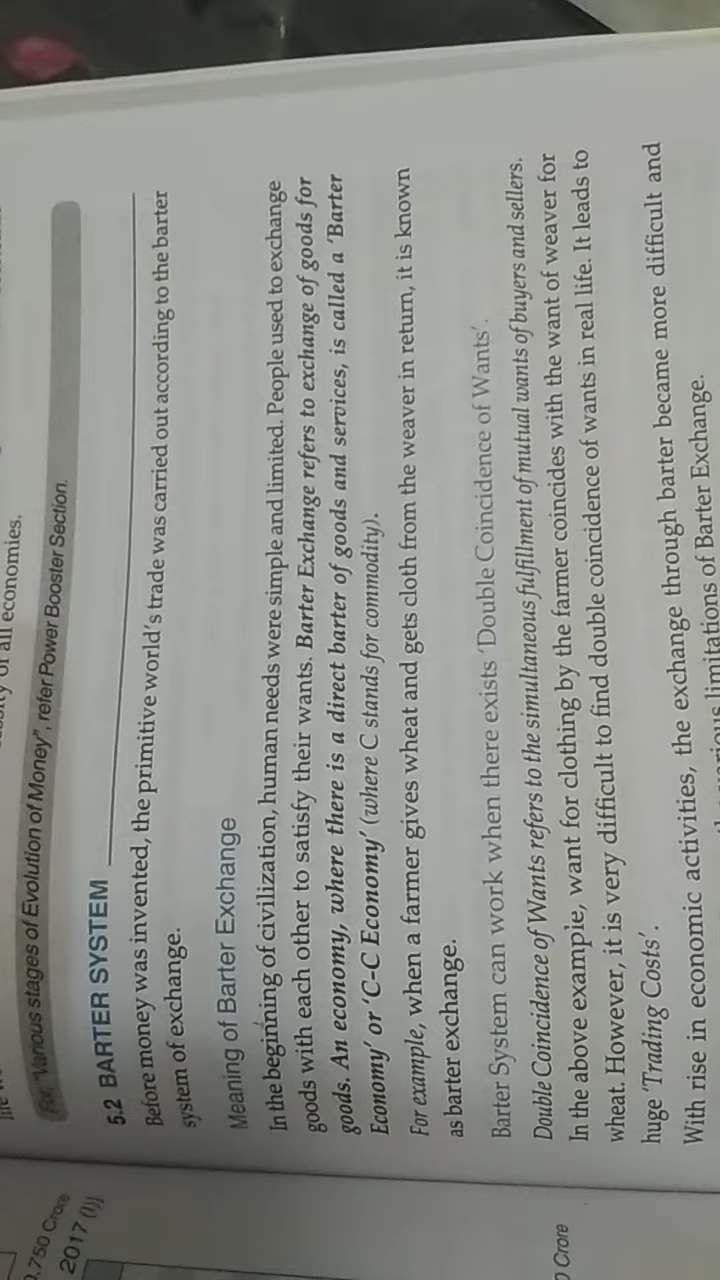 of all economies.
For, "Various stages of Evolution of Money", refer Power Booster Section.
5.2 BARTER SYSTEM
Before money was invented, the primitive world's trade was carried out according to the barter
system of exchange.
Meaning of Barter Exchange
In the beginning of civilization, human needs were simple and limited. People used to exchange
goods with each other to satisfy their wants. Barter Exchange refers to exchange of goods for
goods. An economy, where there is a direct barter of goods and services, is called a 'Barter
Economy' or 'C-C Economy' (where C stands for commodity).
For example, when a farmer gives wheat and gets cloth from the weaver in return, it is known
as barter exchange.
Barter System can work when there exists 'Double Coincidence of Wants'.
Double Coincidence of Wants refers to the simultaneous fulfillment of mutual wants of buyers and sellers.
In the above example, want for clothing by the farmer coincides with the want of weaver for
wheat. However, it is very difficult to find double coincidence of wants in real life. It leads to
huge 'Trading Costs'.
With rise in economic activities, the exchange through barter became more difficult and
various limitations of Barter Exchange.
0,750 Crore
2017 (I)]
0 Crore